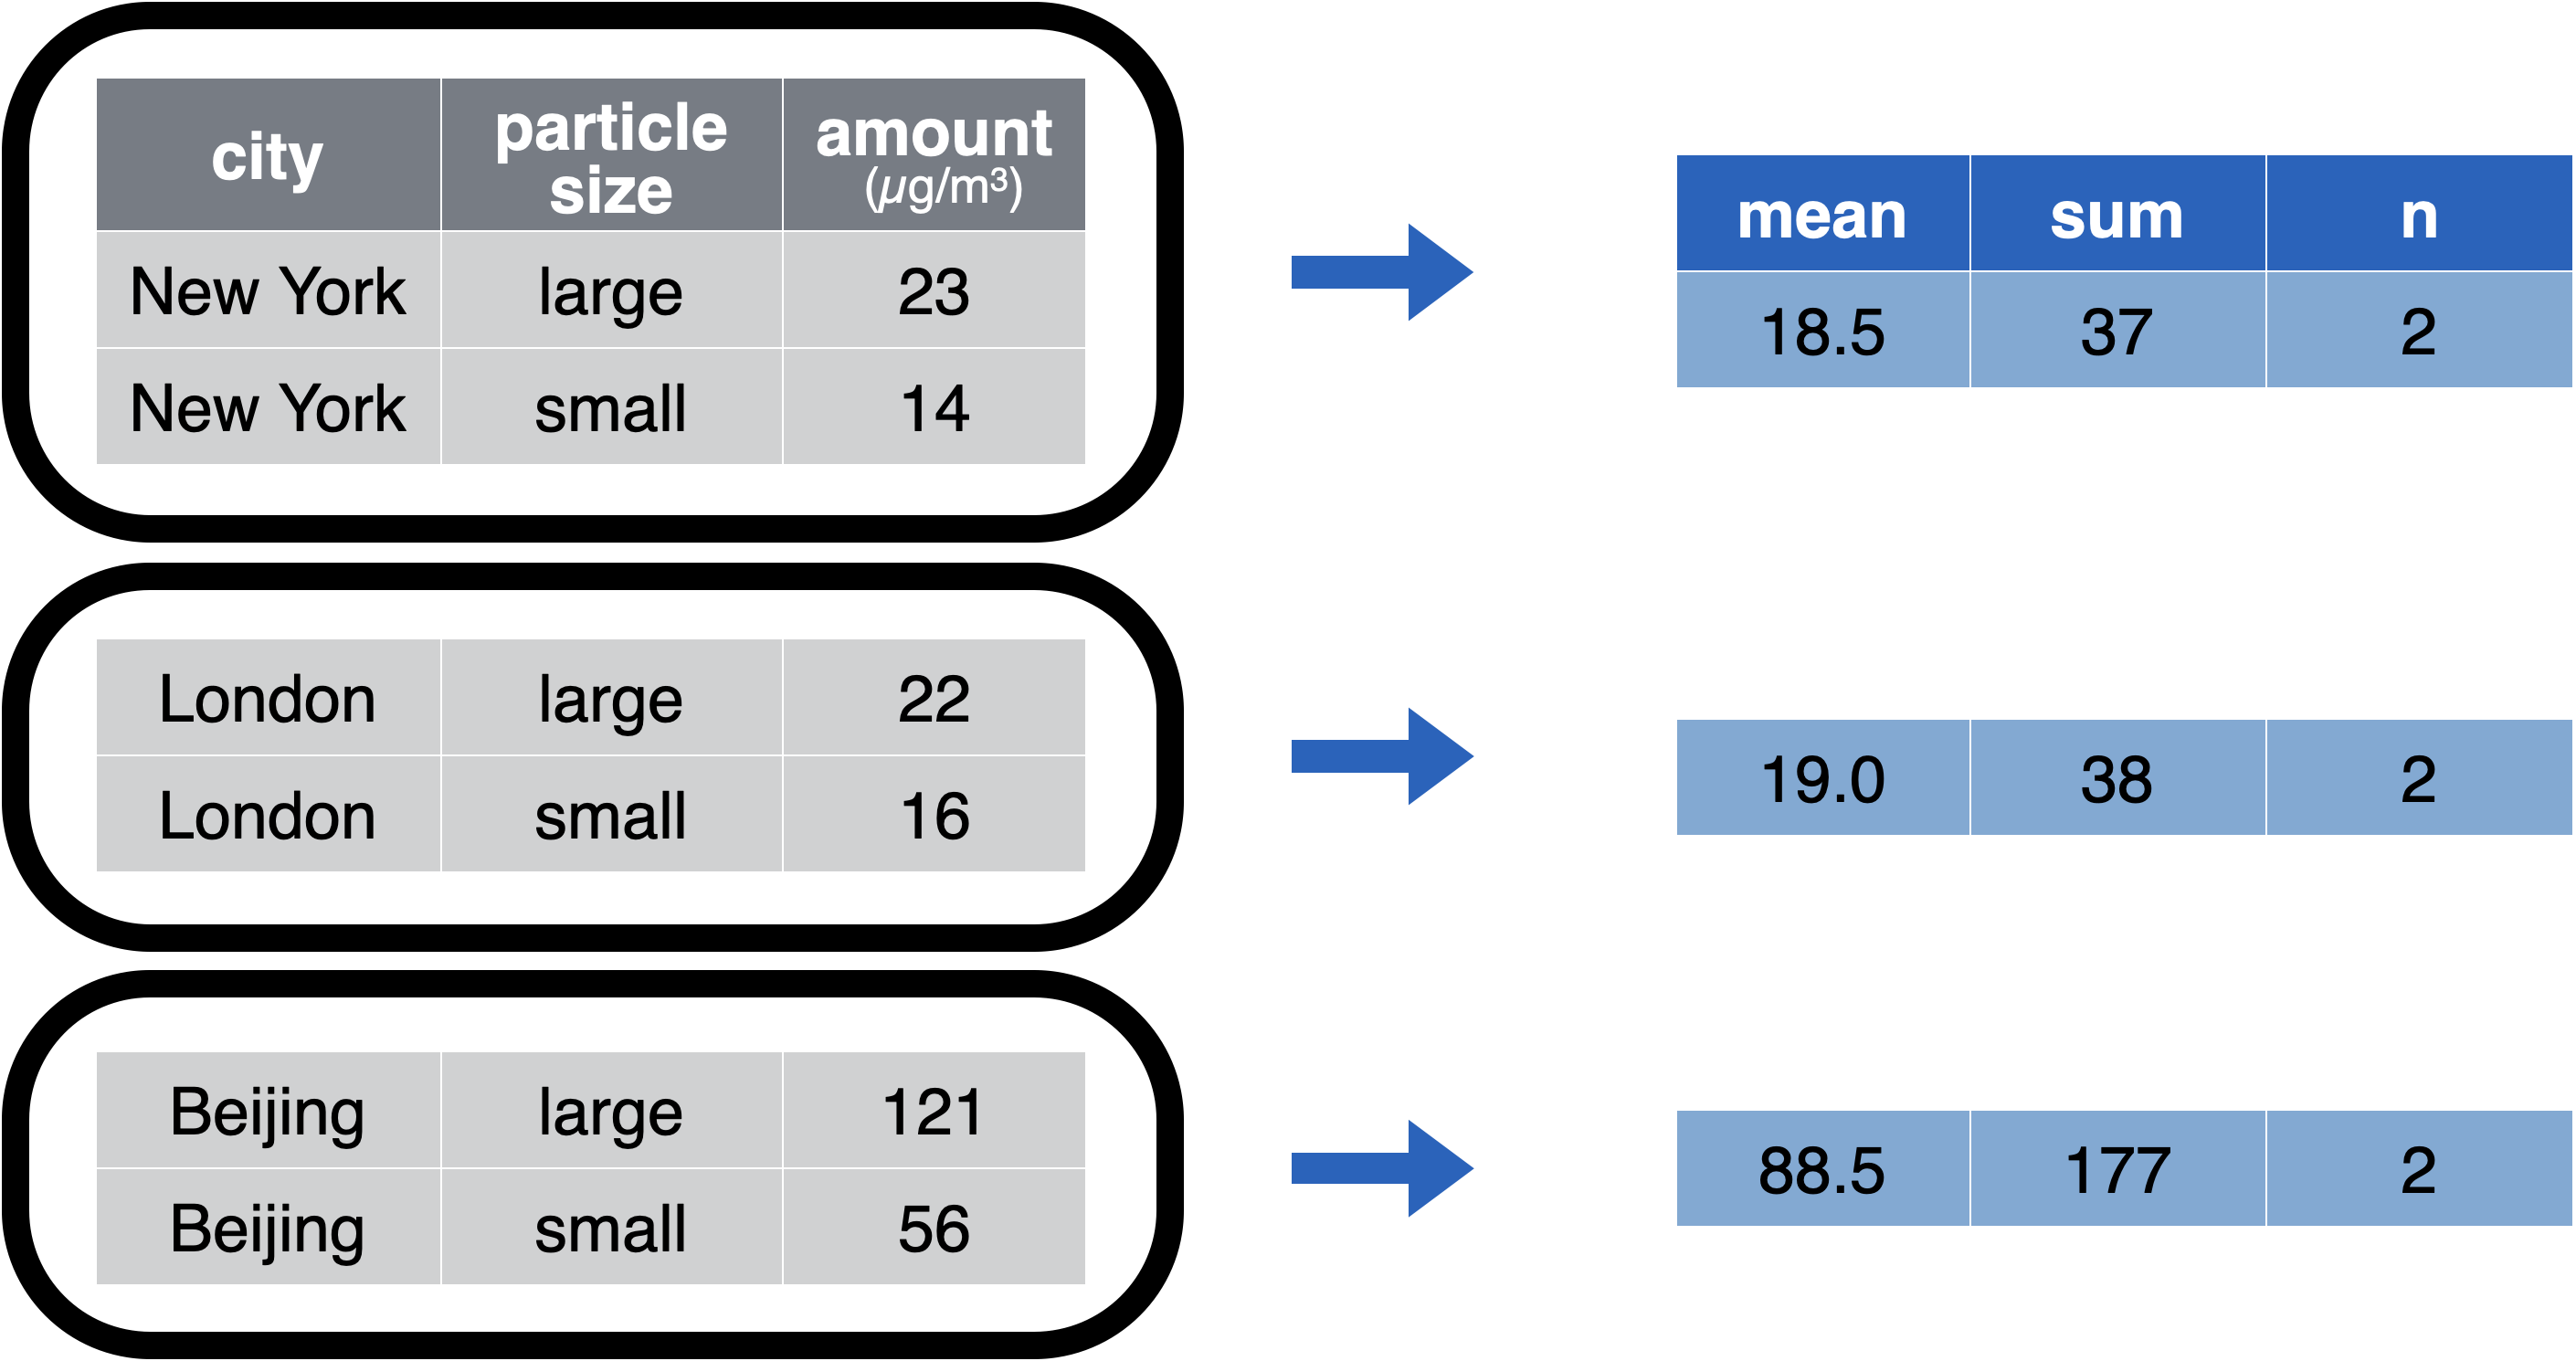 city particle size amount (µg/m³)
New York large 23
New York small 14
mean sum n
18.5 37 2
London large 22
London small 16
19.0 38 2
Beijing large 121
Beijing small 56
88.5 177 2